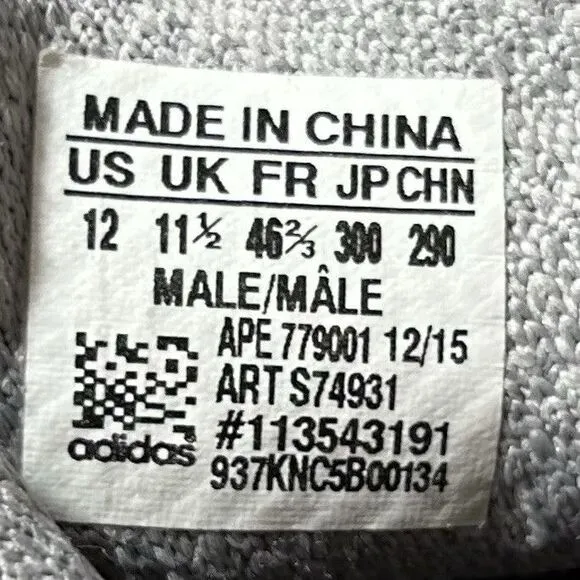 MADE IN CHINA
US UK FR JP CHN
12 11½ 46⅔ 300 290
MALE/MÂLE
APE 779001 12/15
ART S74931
#113543191
adidas®
937KNC5B00134